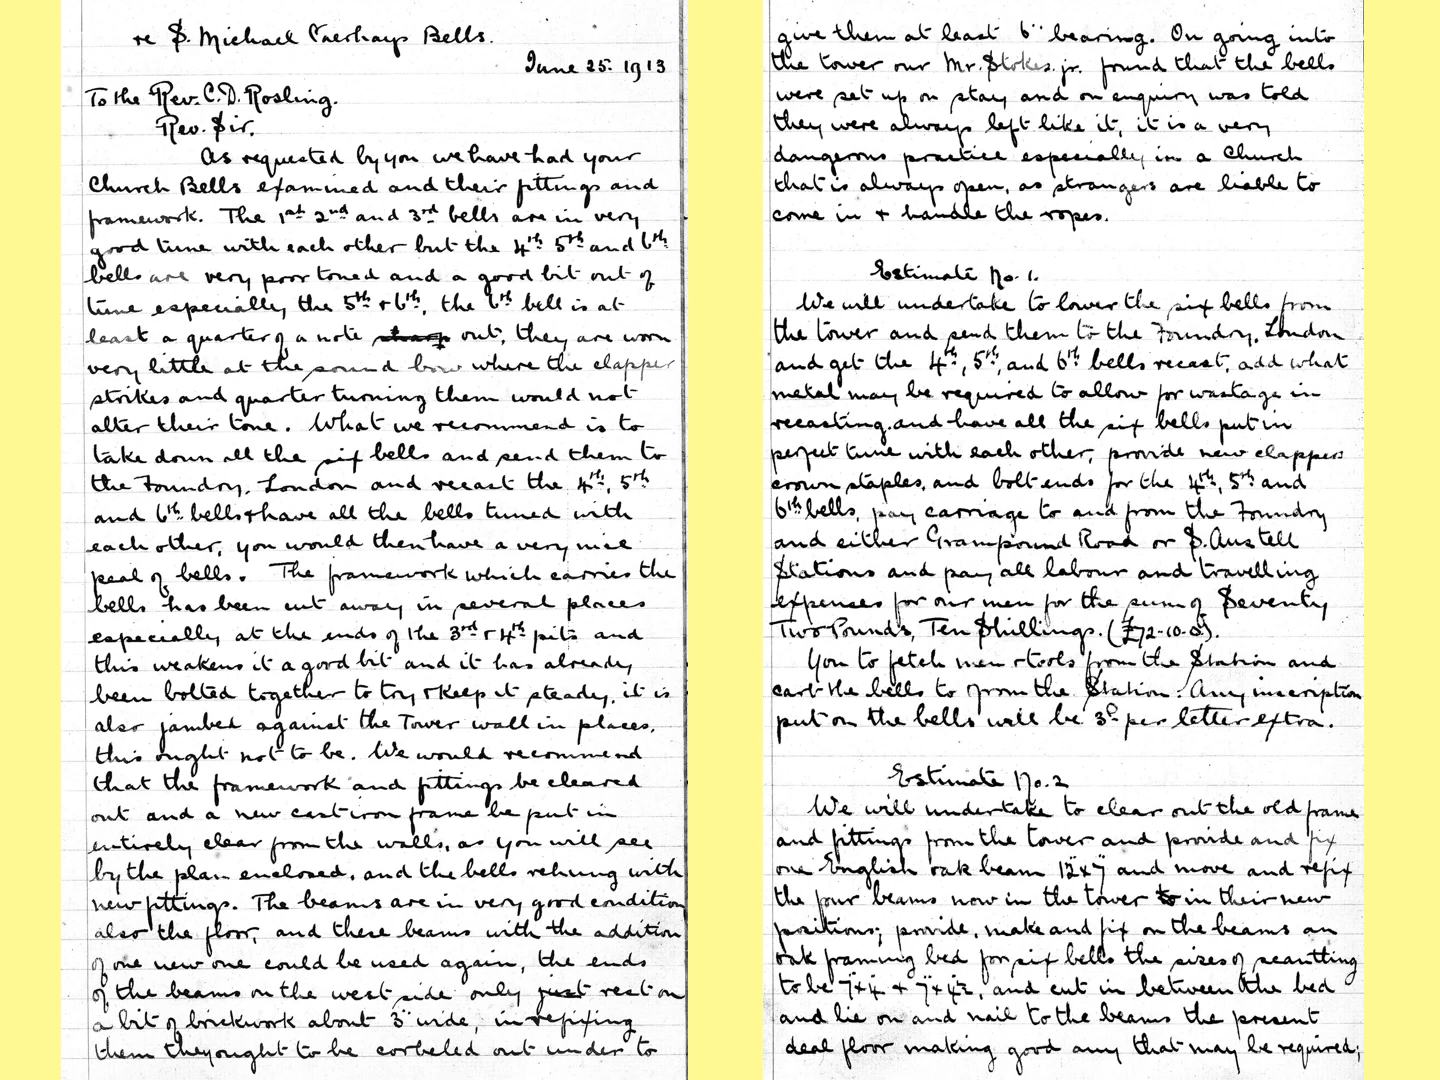 re S. Michael Caerhays Bells.
June 25. 1913
To the Rev. C. D. Rosling.
Rev. Sir,
As requested by you we have had your
Church Bells examined and their fittings and
framework. The 1st 2nd and 3rd bells are in very
good tune with each other but the 4th 5th and 6th
bells are very poor toned and a good bit out of
tune especially the 5th & 6th, the 6th bell is at
least a quarter of a note sharp out, they are worn
very little at the sound bow where the clapper
strikes and quarter turning them would not
alter their tone. What we recommend is to
take down all the six bells and send them to
the Foundry, London and recast the 4th, 5th
and 6th bells & have all the bells tuned with
each other, you would then have a very nice
peal of bells. The framework which carries the
bells has been cut away in several places
especially at the ends of the 3rd & 4th pits and
this weakens it a good bit and it has already
been bolted together to try & keep it steady, it is
also jambed against the Tower wall in places,
this ought not to be. We would recommend
that the framework and fittings be cleared
out and a new cast iron frame be put in
entirely clear from the walls, as you will see
by the plan enclosed, and the bells rehung with
new fittings. The beams are in very good condition
also the floor, and these beams with the addition
of one new one could be used again, the ends
of the beams on the west side only just rest on
a bit of brickwork about 3" wide, in refixing
them they ought to be corbeled out under to
give them at least 6" bearing. On going into
the tower our Mr. Stokes. jr. found that the bells
were set up on stay and on enquiry was told
they were always left like it, it is a very
dangerous practice especially in a Church
that is always open, as strangers are liable to
come in + handle the ropes.
Estimate No. 1.
We will undertake to lower the six bells from
the tower and send them to the Foundry, London
and get the 4th, 5th, and 6th bells recast, add what
metal may be required to allow for wastage in
recasting. and have all the six bells put in
perfect tune with each other, provide new clappers
crown staples, and bolt ends for the 4th, 5th and
6th bells, pay carriage to and from the Foundry
and either Grampound Road or S. Austell
Stations and pay all labour and travelling
expenses for our men for the sum of Seventy
Two Pounds, Ten Shillings. (£72-10-0).
You to fetch men & tools from the Station and
cart the bells to & from the Station. Any inscription
put on the bells will be 3d per letter extra.
Estimate No. 2
We will undertake to clear out the old frame
and fittings from the tower and provide and fix
one English oak beam 12"x7" and move and refix
the four beams now in the tower to in their new
positions; provide, make and fix on the beams an
oak framing bed for six bells the sizes of scantling
to be 7"x4" + 7"x4½", and cut in between the bed
and lie on and nail to the beams the present
deal floor making good any that may be required;